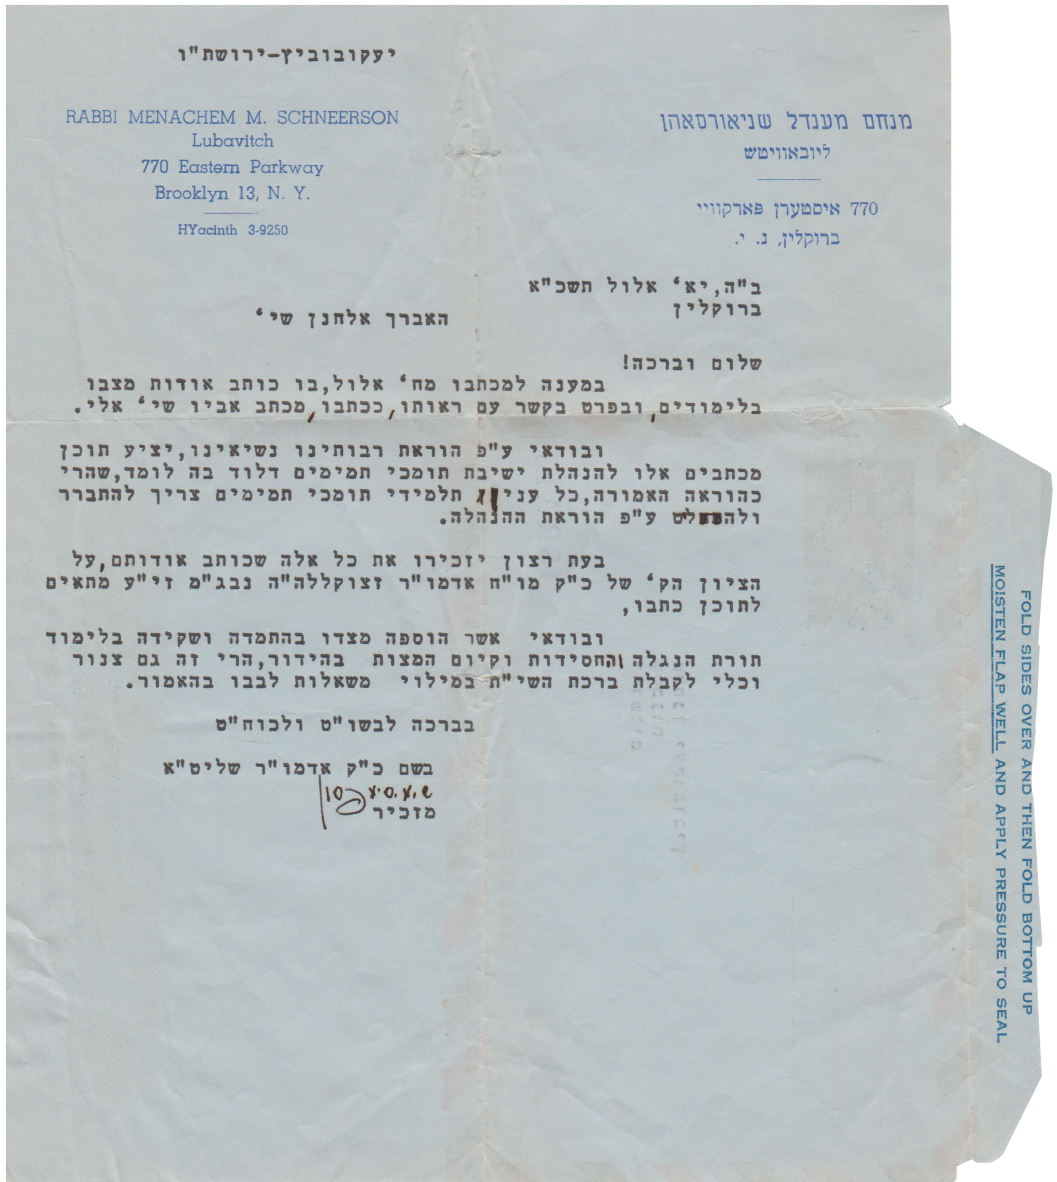 יעקובוביץ-ירושת"ו
RABBI MENACHEM M. SCHNEERSON
Lubavitch
770 Eastern Parkway
Brooklyn 13, N. Y.
HYacinth 3-9250
מנחם מענדל שניאורסאהן
ליובאוויטש
770 איסטערן פארקווייי
ברוקלין, נ. י.
ב"ה,יא' אלול תשכ"א
ברוקלין
האברך אלחנן שי'
שלום וברכה!
במענה למכתבו מח' אלול,בו כותב אודות מצבו
בלימודים,ובפרט בקשר עם ראותו,ככתבו,מכתב אביו שי' אלי.
ובודאי ע"פ הוראת רבותינו נשיאינו,יציע תוכן
מכתבים אלו להנהלת ישיבת תומכי תמימים דלוד בה לומד,שהרי
כהוראה האמורה,כל עניני תלמידי תומכי תמימים צריך להתברר
ע"פ הוראת ההנהלה.
בעת רצון יזכירו את כל אלה שכותב אודותם,על
הציון הק' של כ"ק מו"ח אדמו"ר זצוקללה"ה נבג"מ זי"ע מתאים
לתוכן כתבו,
ובודאי אשר הוספה מצדו בהתמדה ושקידה בלימוד
תורת הנגלה והחסידות וקיום המצות בהידור,הרי זה גם צנור
וכלי לקבלת ברכת השי"ת במילוי משאלות לבבו בהאמור.
בברכה לבשו"ט ולכוח"ט
בשם כ"ק אדמו"ר שליט"א
מזכיר
FOLD SIDES OVER AND THEN FOLD BOTTOM UP
MOISTEN FLAP WELL AND APPLY PRESSURE TO SEAL